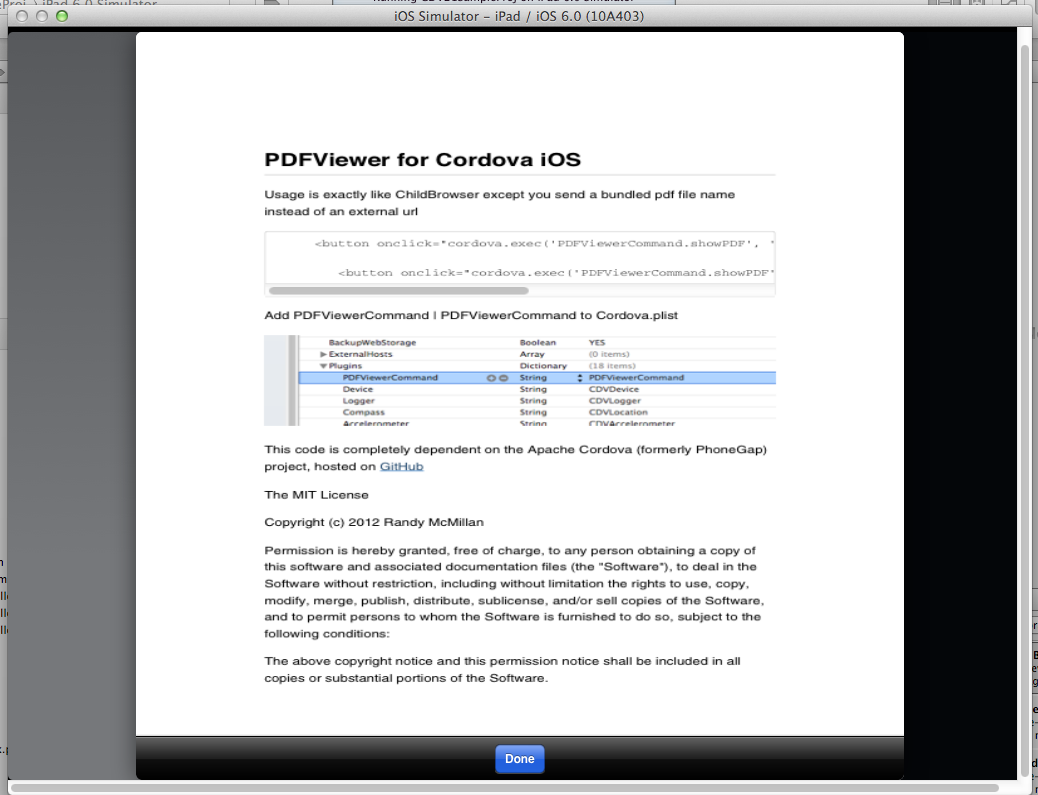 iPad 6.0 Simulator
iOS Simulator – iPad / iOS 6.0 (10A403)
PDFViewer for Cordova iOS
Usage is exactly like ChildBrowser except you send a bundled pdf file name
instead of an external url
<button onclick="cordova.exec('PDFViewerCommand.showPDF', '
<button onclick="cordova.exec('PDFViewerCommand.showPDF'
Add PDFViewerCommand | PDFViewerCommand to Cordova.plist
BackupWebStorage Boolean YES
ExternalHosts Array (0 items)
Plugins Dictionary (18 items)
PDFViewerCommand String PDFViewerCommand
Device String CDVDevice
Logger String CDVLogger
Compass String CDVLocation
Accelerometer String CDVAccelerometer
This code is completely dependent on the Apache Cordova (formerly PhoneGap)
project, hosted on GitHub
The MIT License
Copyright (c) 2012 Randy McMillan
Permission is hereby granted, free of charge, to any person obtaining a copy of
this software and associated documentation files (the "Software"), to deal in the
Software without restriction, including without limitation the rights to use, copy,
modify, merge, publish, distribute, sublicense, and/or sell copies of the Software,
and to permit persons to whom the Software is furnished to do so, subject to the
following conditions:
The above copyright notice and this permission notice shall be included in all
copies or substantial portions of the Software.
Done